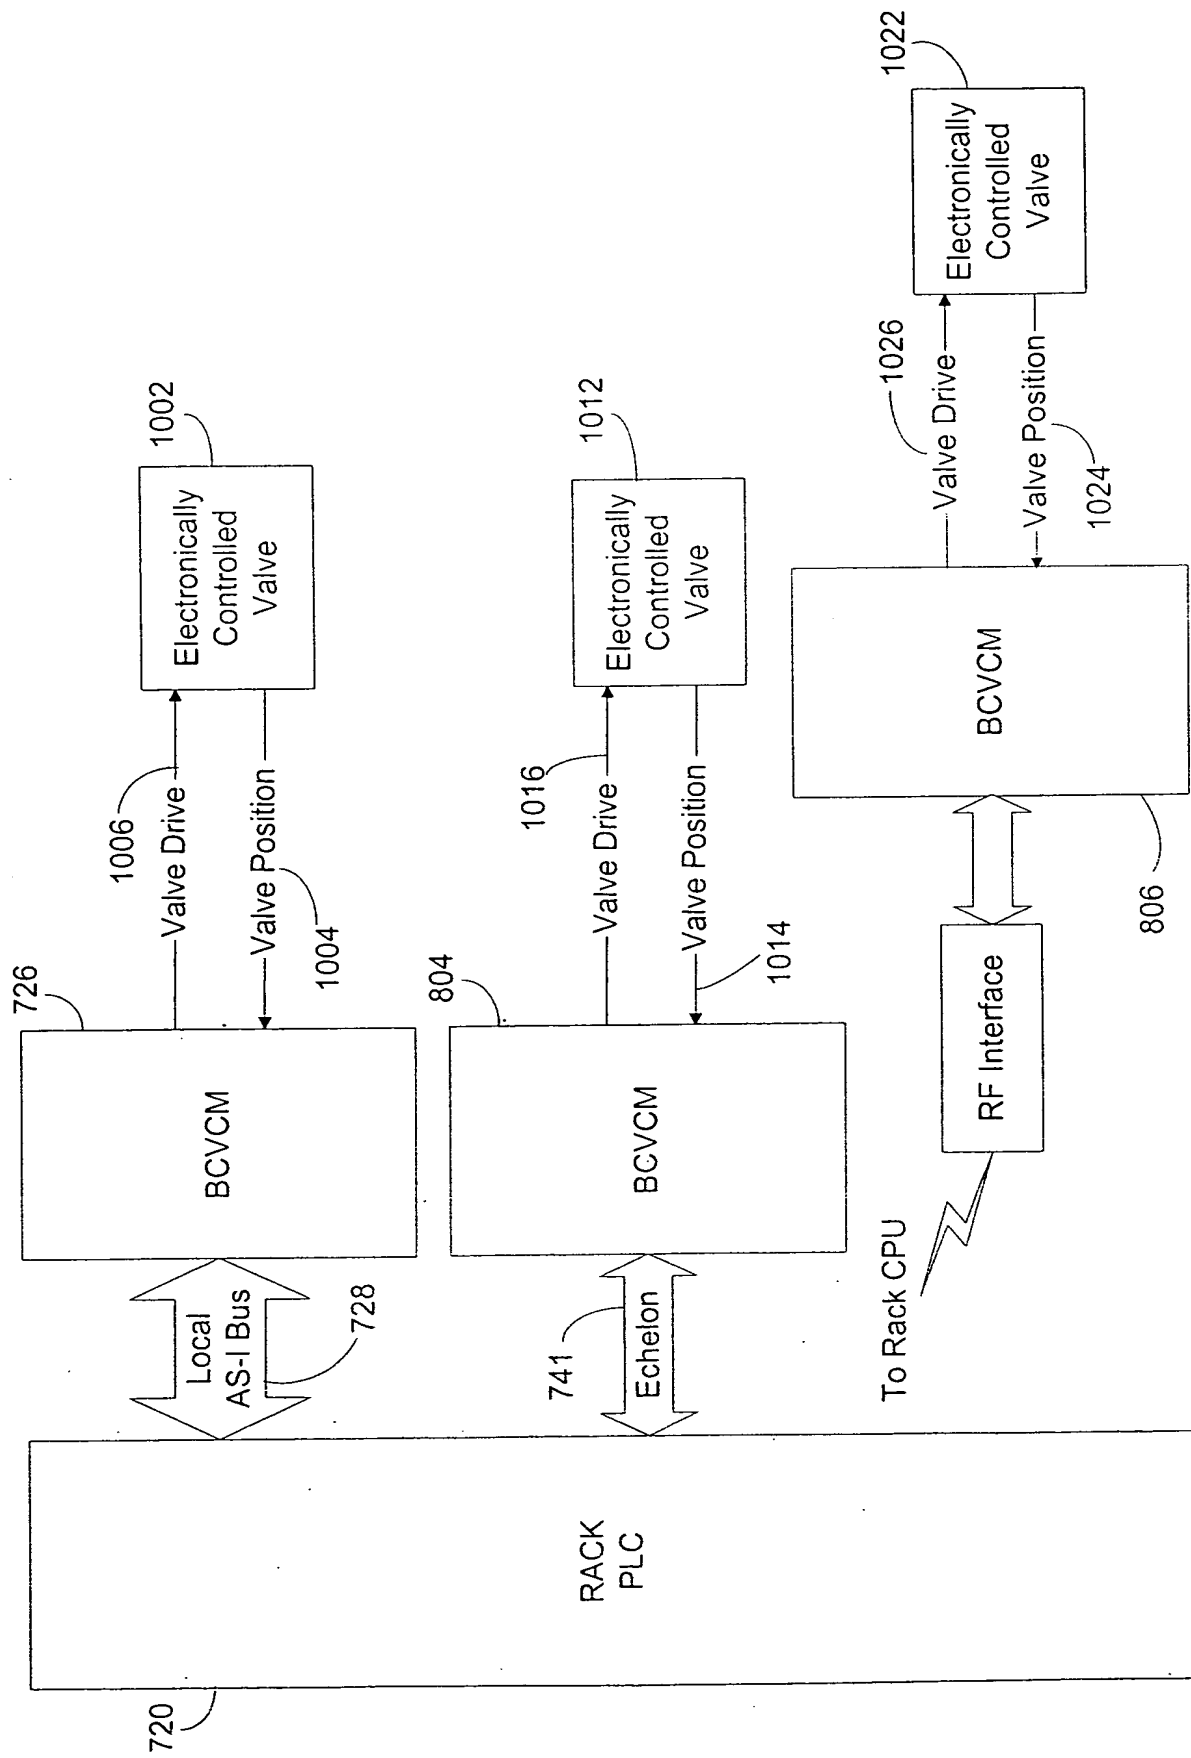 720
RACK
PLC
Local
AS-I Bus
728
726
BCVCM
1006
Valve Drive
Valve Position
1004
1002
Electronically
Controlled
Valve
741
Echelon
804
BCVCM
1016
Valve Drive
Valve Position
1014
1012
Electronically
Controlled
Valve
To Rack CPU
RF Interface
806
BCVCM
1026
Valve Drive
Valve Position
1024
1022
Electronically
Controlled
Valve